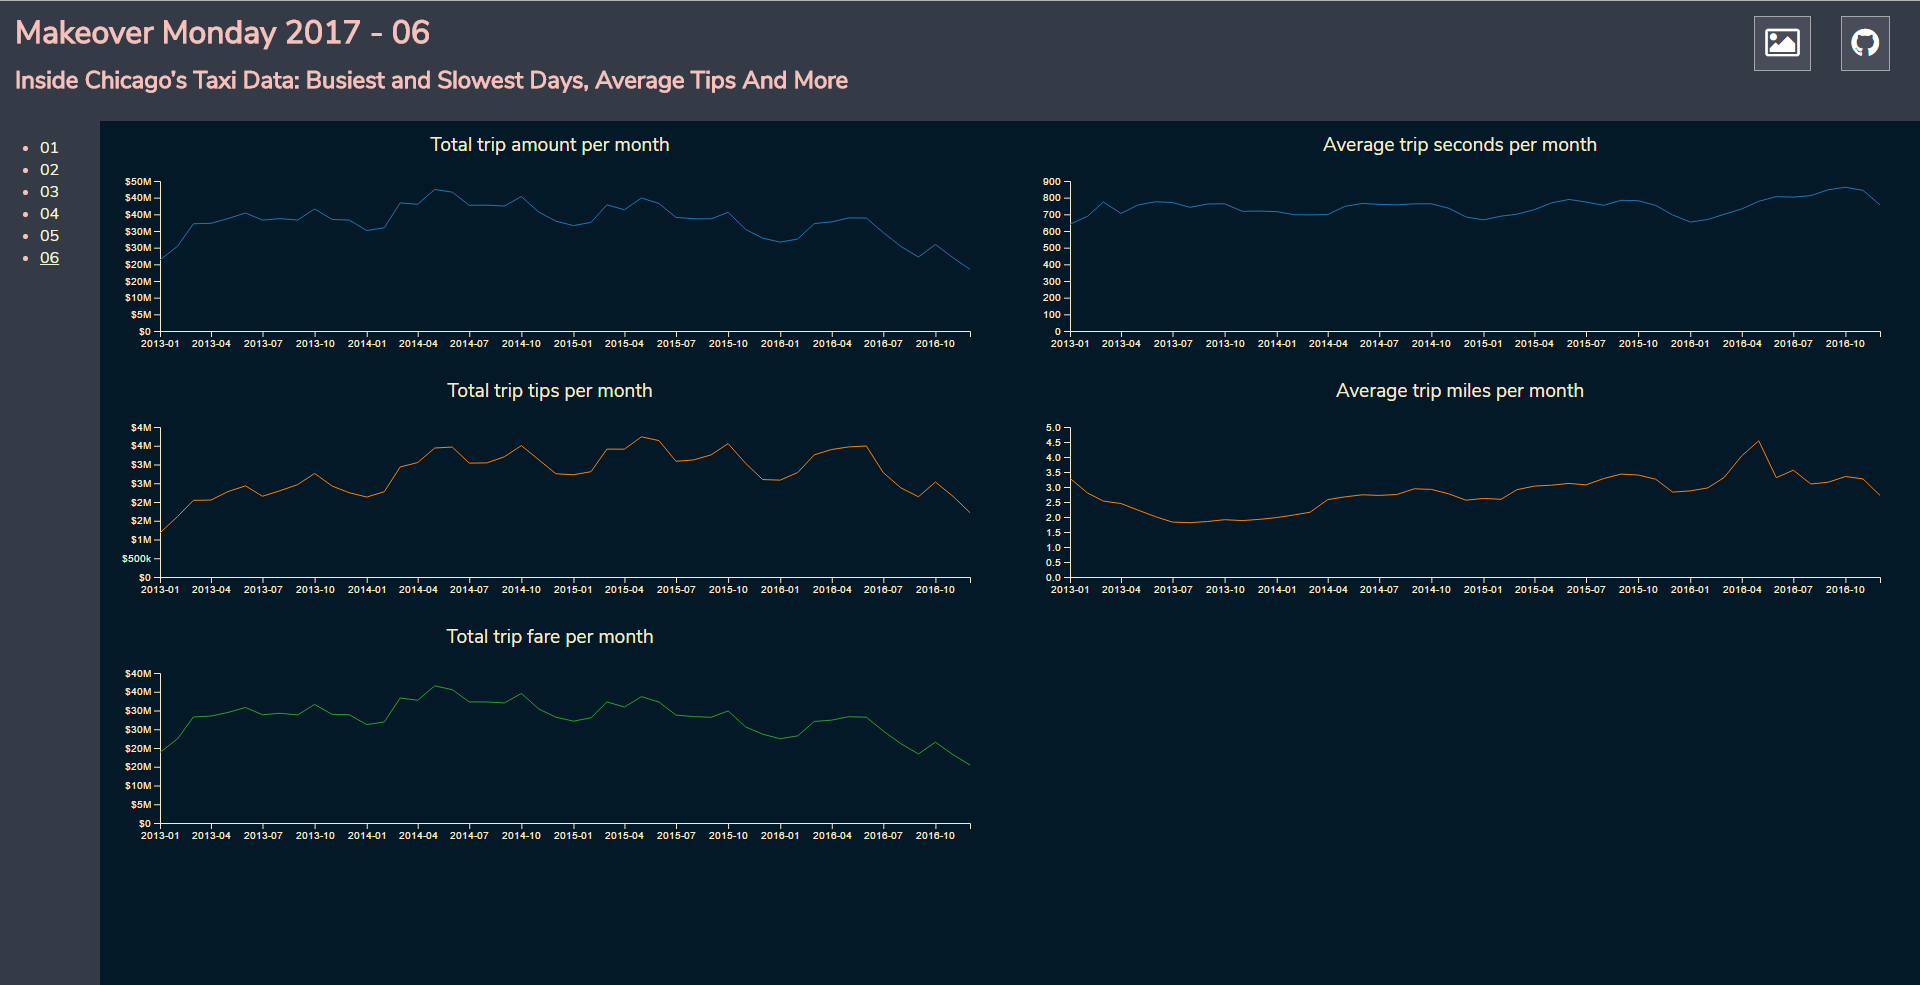 Makeover Monday 2017 - 06
Inside Chicago’s Taxi Data: Busiest and Slowest Days, Average Tips And More
01
02
03
04
05
06
Total trip amount per month
$50M
$40M
$40M
$30M
$30M
$20M
$20M
$10M
$5M
$0
2013-01 2013-04 2013-07 2013-10 2014-01 2014-04 2014-07 2014-10 2015-01 2015-04 2015-07 2015-10 2016-01 2016-04 2016-07 2016-10
Average trip seconds per month
900
800
700
600
500
400
300
200
100
0
2013-01 2013-04 2013-07 2013-10 2014-01 2014-04 2014-07 2014-10 2015-01 2015-04 2015-07 2015-10 2016-01 2016-04 2016-07 2016-10
Total trip tips per month
$4M
$4M
$3M
$3M
$2M
$2M
$1M
$500k
$0
2013-01 2013-04 2013-07 2013-10 2014-01 2014-04 2014-07 2014-10 2015-01 2015-04 2015-07 2015-10 2016-01 2016-04 2016-07 2016-10
Average trip miles per month
5.0
4.5
4.0
3.5
3.0
2.5
2.0
1.5
1.0
0.5
0.0
2013-01 2013-04 2013-07 2013-10 2014-01 2014-04 2014-07 2014-10 2015-01 2015-04 2015-07 2015-10 2016-01 2016-04 2016-07 2016-10
Total trip fare per month
$40M
$40M
$30M
$30M
$20M
$20M
$10M
$5M
$0
2013-01 2013-04 2013-07 2013-10 2014-01 2014-04 2014-07 2014-10 2015-01 2015-04 2015-07 2015-10 2016-01 2016-04 2016-07 2016-10